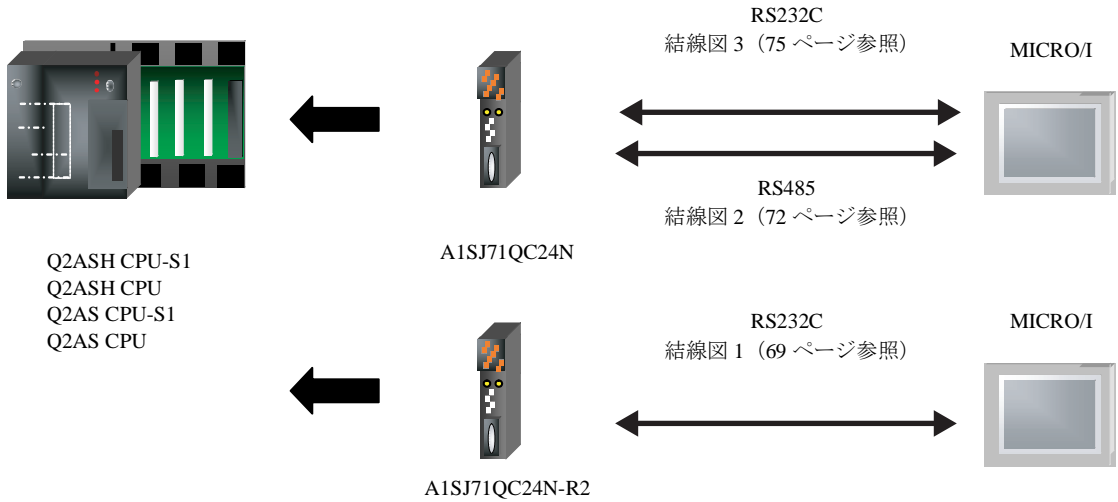 RS232C
結線図 3（75 ページ参照）
MICRO/I
RS485
結線図 2（72 ページ参照）
A1SJ71QC24N
Q2ASH CPU-S1
Q2ASH CPU
Q2AS CPU-S1
Q2AS CPU
RS232C
結線図 1（69 ページ参照）
MICRO/I
A1SJ71QC24N-R2